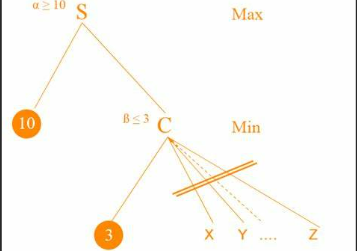 α ≥ 10 S Max
10
ß ≤ 3 C Min
3 X Y .... Z